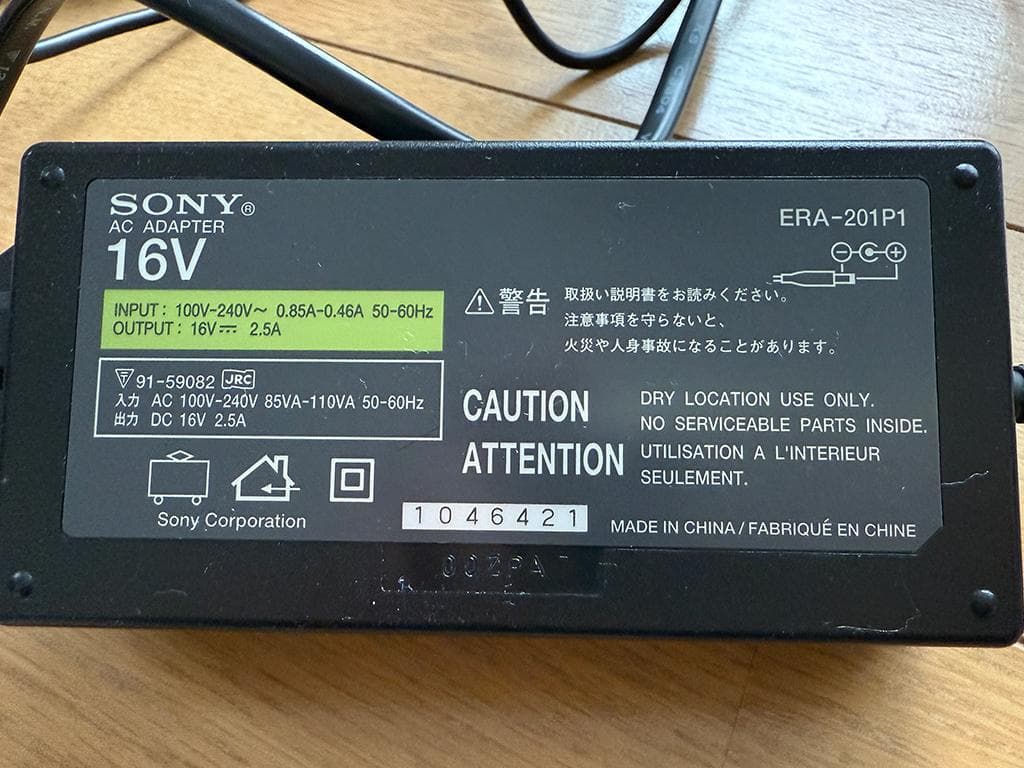 SONY®
AC ADAPTER
16V
INPUT: 100V-240V～ 0.85A-0.46A 50-60Hz
OUTPUT: 16V⎓ 2.5A
91-59082 JRC
入力 AC 100V-240V 85VA-110VA 50-60Hz
出力 DC 16V 2.5A
Sony Corporation
ERA-201P1
警告
取扱い説明書をお読みください。
注意事項を守らないと、
火災や人身事故になることがあります。
CAUTION
DRY LOCATION USE ONLY.
NO SERVICEABLE PARTS INSIDE.
ATTENTION
UTILISATION A L'INTERIEUR
SEULEMENT.
1046421
MADE IN CHINA / FABRIQUÉ EN CHINE